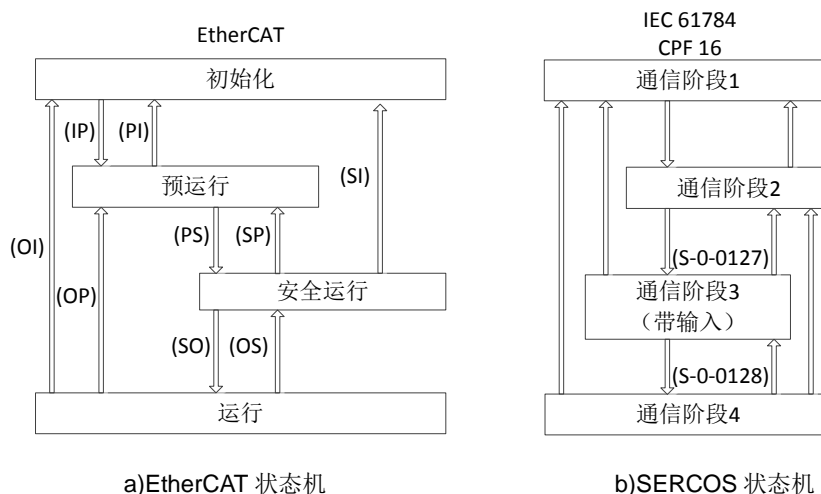 EtherCAT
初始化
(IP)
(PI)
(SI)
预运行
(OI)
(PS)
(SP)
(OP)
安全运行
(SO)
(OS)
运行
a)EtherCAT 状态机
IEC 61784
CPF 16
通信阶段1
通信阶段2
(S-0-0127)
通信阶段3
（带输入）
(S-0-0128)
通信阶段4
b)SERCOS 状态机